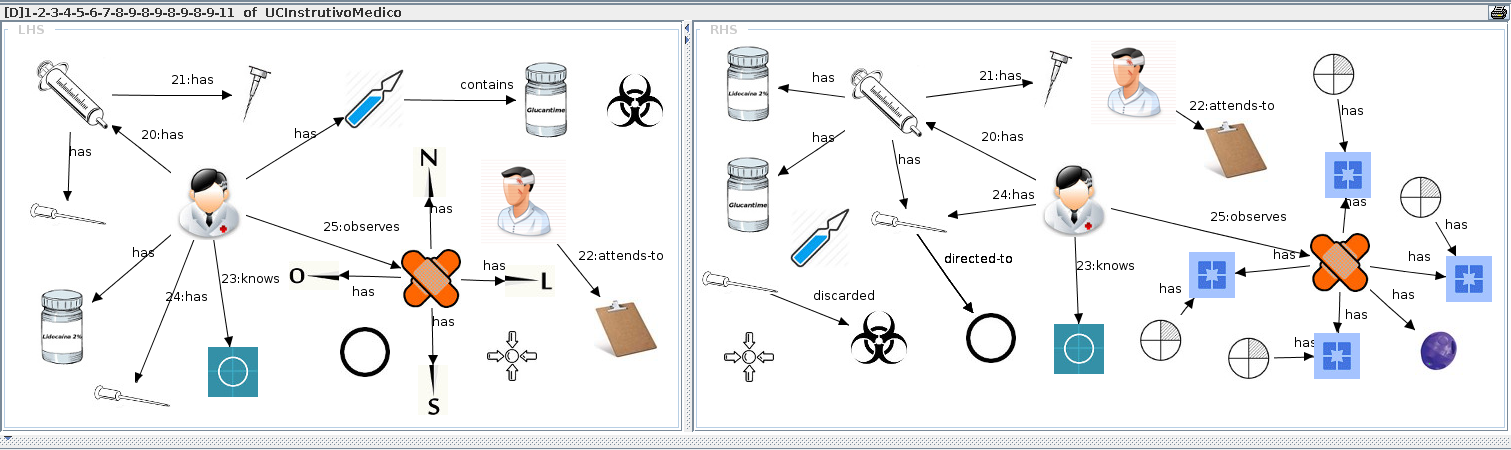 [D]1-2-3-4-5-6-7-8-9-8-9-8-9-8-9-11 of UCInstrutivoMedico
LHS
21:has
contains
Glucantime
20:has
has
has
N
has
25:observes
has
O
has
L
22:attends-to
has
23:knows
24:has
has
Lidocaína 2%
S
RHS
has
21:has
Lidocaína 2%
22:attends-to
has
20:has
has
has
Glucantime
24:has
has
25:observes
has
directed-to
has
has
23:knows
has
discarded
has
has
has